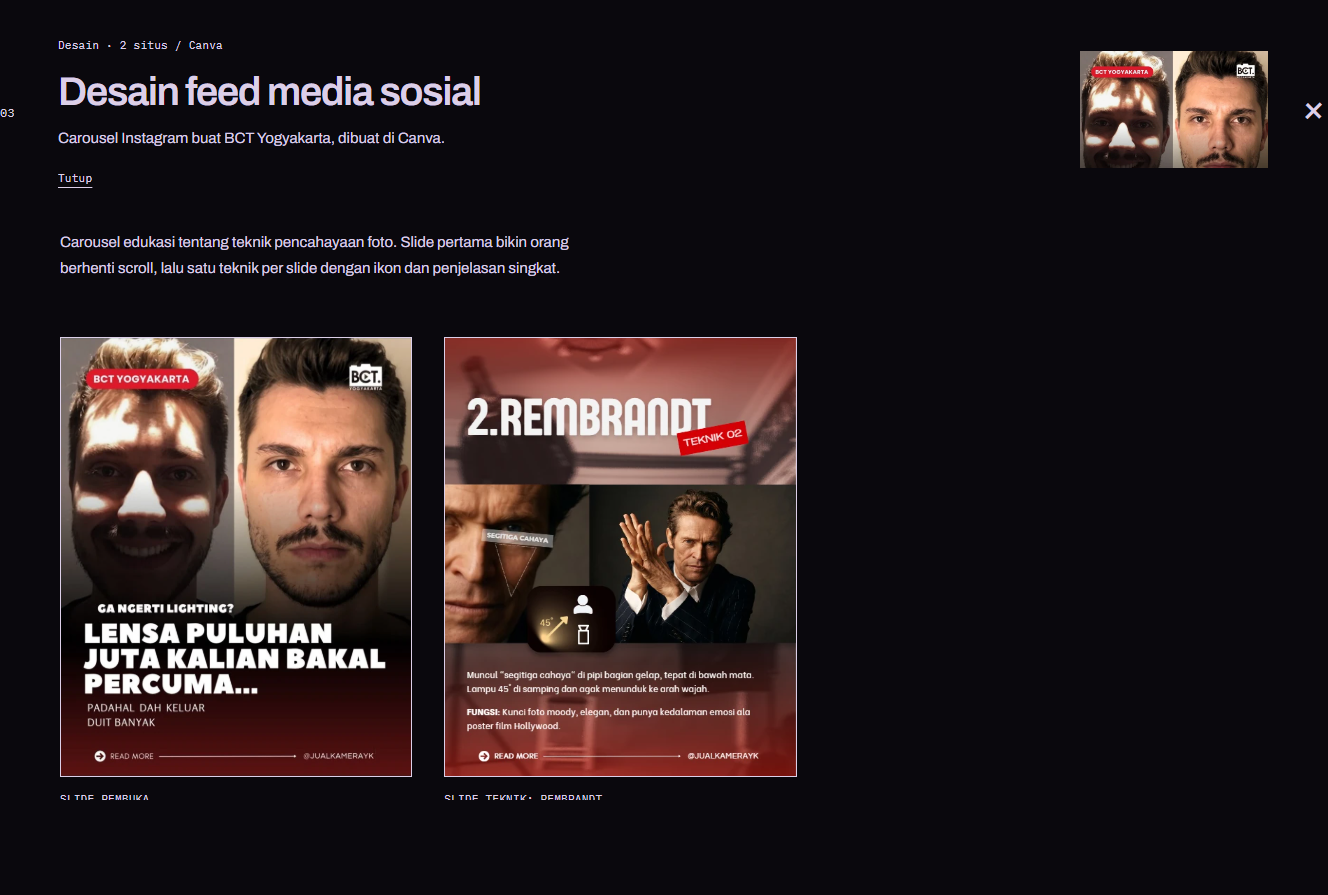 Desain · 2 situs / Canva
Desain feed media sosial
03
Carousel Instagram buat BCT Yogyakarta, dibuat di Canva.
Tutup
BCT YOGYAKARTA
BCT.
Carousel edukasi tentang teknik pencahayaan foto. Slide pertama bikin orang
berhenti scroll, lalu satu teknik per slide dengan ikon dan penjelasan singkat.
BCT YOGYAKARTA
BCT.
YOGYAKARTA
GA NGERTI LIGHTING?
LENSA PULUHAN
JUTA KALIAN BAKAL
PERCUMA...
PADAHAL DAH KELUAR
DUIT BANYAK
READ MORE
@JUALKAMERAYK
SLIDE PEMBUKA
2.REMBRANDT
TEKNIK 02
SEGITIGA CAHAYA
45°
Muncul "segitiga cahaya" di pipi bagian gelap, tepat di bawah mata.
Lampu 45° di samping dan agak menunduk ke arah wajah.
FUNGSI: Kunci foto moody, elegan, dan punya kedalaman emosi ala
poster film Hollywood.
READ MORE
@JUALKAMERAYK
SLIDE TEKNIK: REMBRANDT